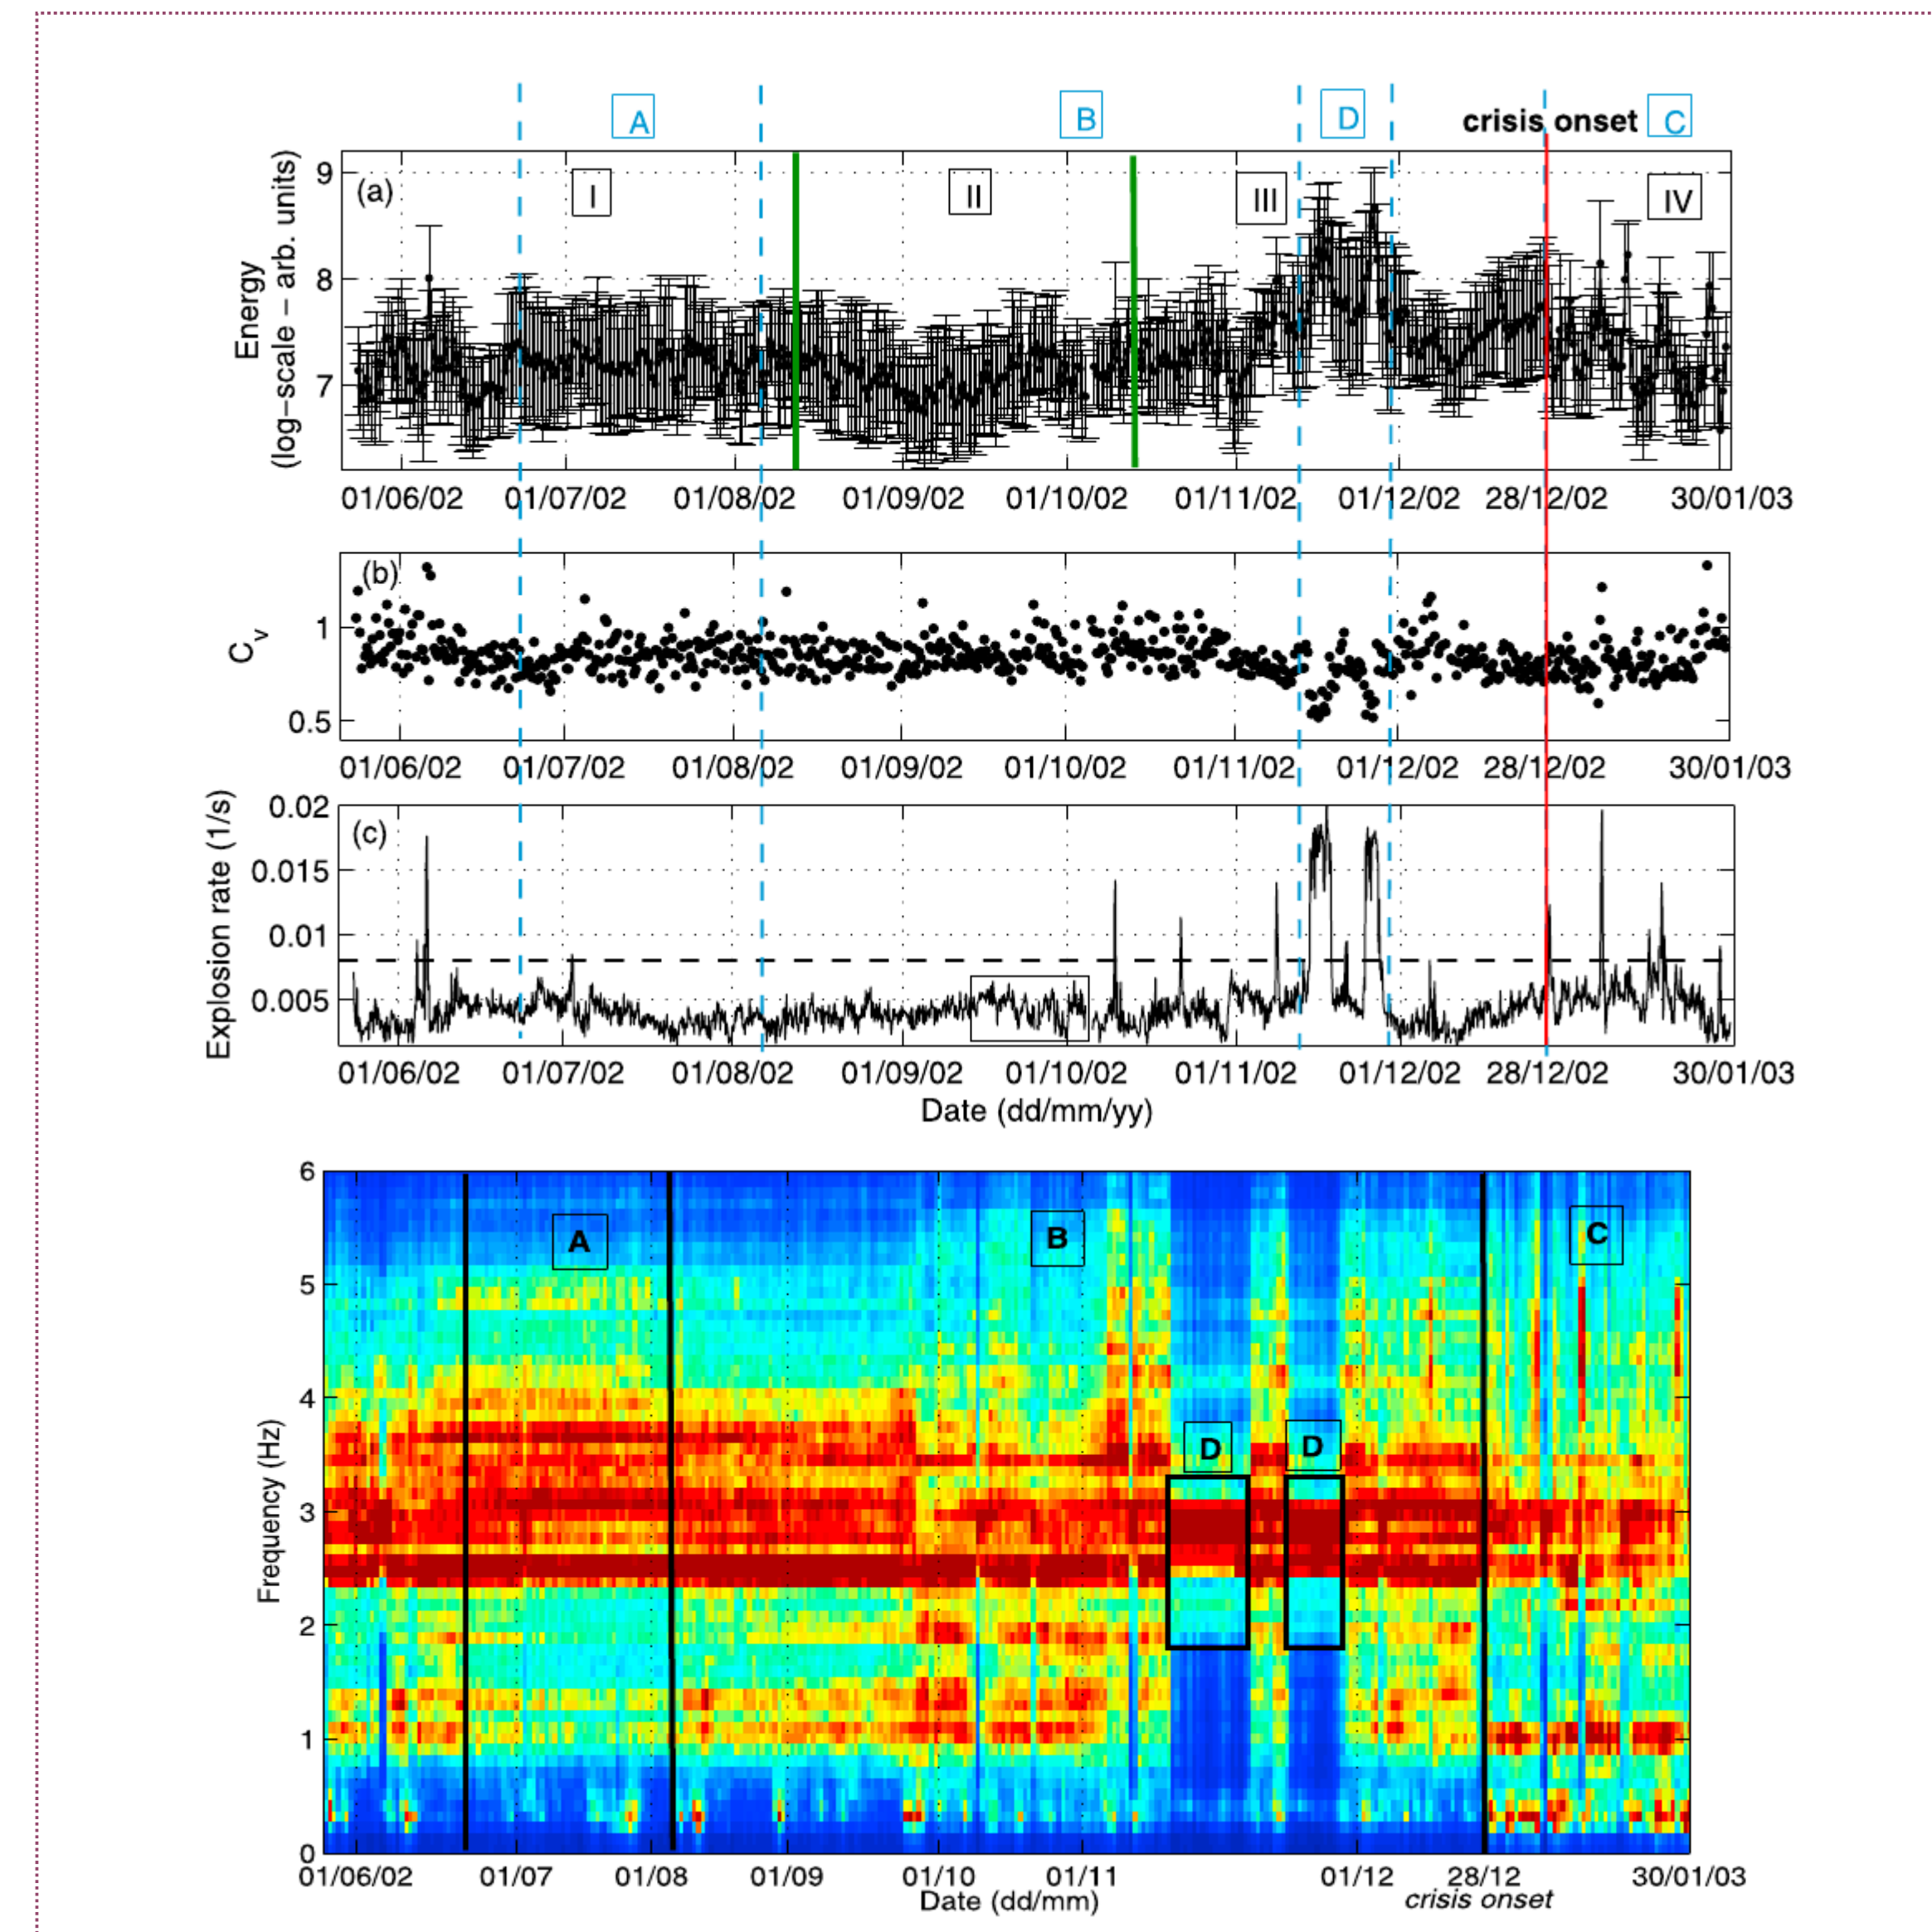 A B D crisis onset C
Energy
(log-scale - arb. units)
(a) I II III IV
9
8
7
01/06/02 01/07/02 01/08/02 01/09/02 01/10/02 01/11/02 01/12/02 28/12/02 30/01/03
(b)
Cv
1
0.5
01/06/02 01/07/02 01/08/02 01/09/02 01/10/02 01/11/02 01/12/02 28/12/02 30/01/03
(c)
Explosion rate (1/s)
0.02
0.015
0.01
0.005
01/06/02 01/07/02 01/08/02 01/09/02 01/10/02 01/11/02 01/12/02 28/12/02 30/01/03
Date (dd/mm/yy)
A B C
D D
Frequency (Hz)
6
5
4
3
2
1
0
01/06/02 01/07 01/08 01/09 01/10 01/11 01/12 28/12 30/01/03
Date (dd/mm) crisis onset